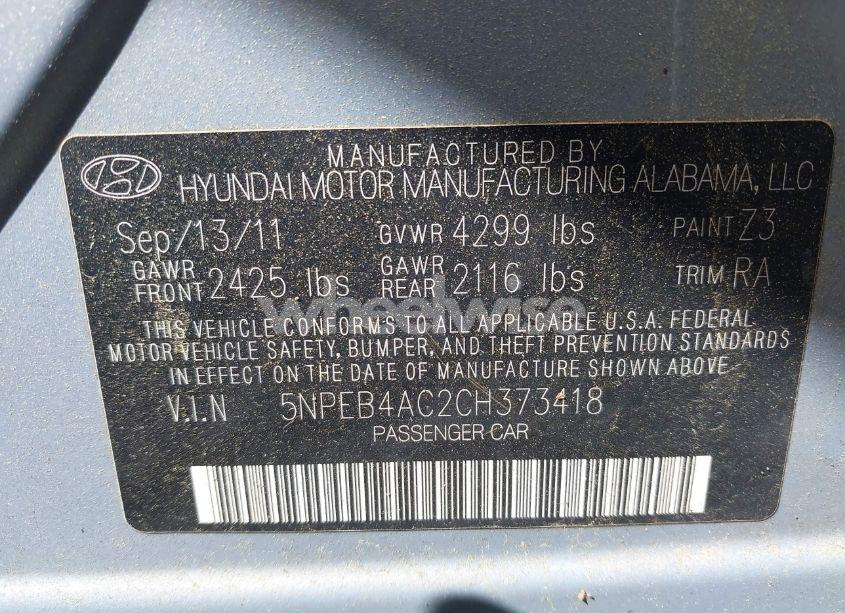 MANUFACTURED BY
HYUNDAI MOTOR MANUFACTURING ALABAMA, LLC
Sep/13/11 GVWR 4299 lbs PAINT Z3
GAWR FRONT 2425 lbs GAWR REAR 2116 lbs TRIM RA
wheelwise
THIS VEHICLE CONFORMS TO ALL APPLICABLE U.S.A. FEDERAL
MOTOR VEHICLE SAFETY, BUMPER, AND THEFT PREVENTION STANDARDS
IN EFFECT ON THE DATE OF MANUFACTURE SHOWN ABOVE
V.I.N 5NPEB4AC2CH373418
PASSENGER CAR